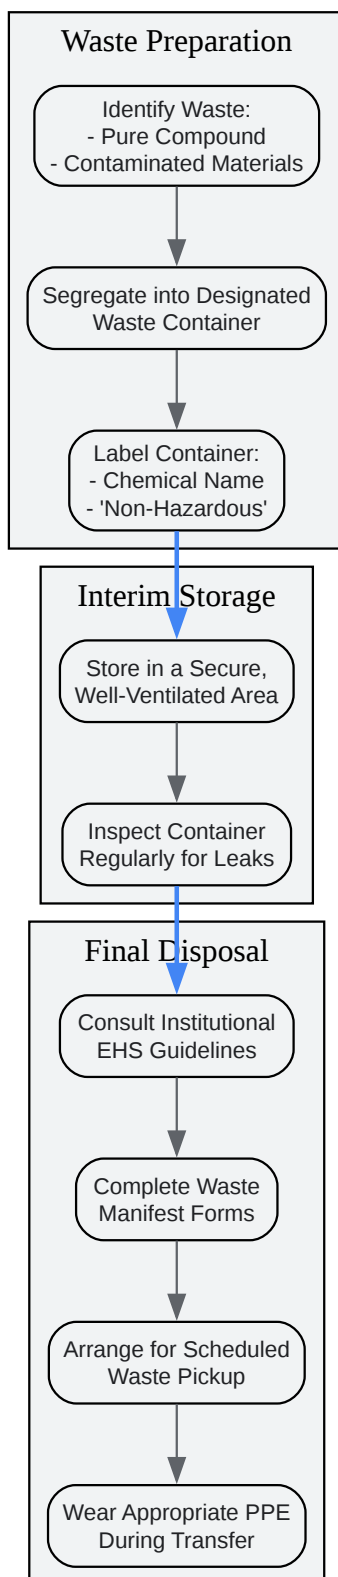 Waste Preparation
Identify Waste:
- Pure Compound
- Contaminated Materials
Segregate into Designated
Waste Container
Label Container:
- Chemical Name
- 'Non-Hazardous'
Interim Storage
Store in a Secure,
Well-Ventilated Area
Inspect Container
Regularly for Leaks
Final Disposal
Consult Institutional
EHS Guidelines
Complete Waste
Manifest Forms
Arrange for Scheduled
Waste Pickup
Wear Appropriate PPE
During Transfer